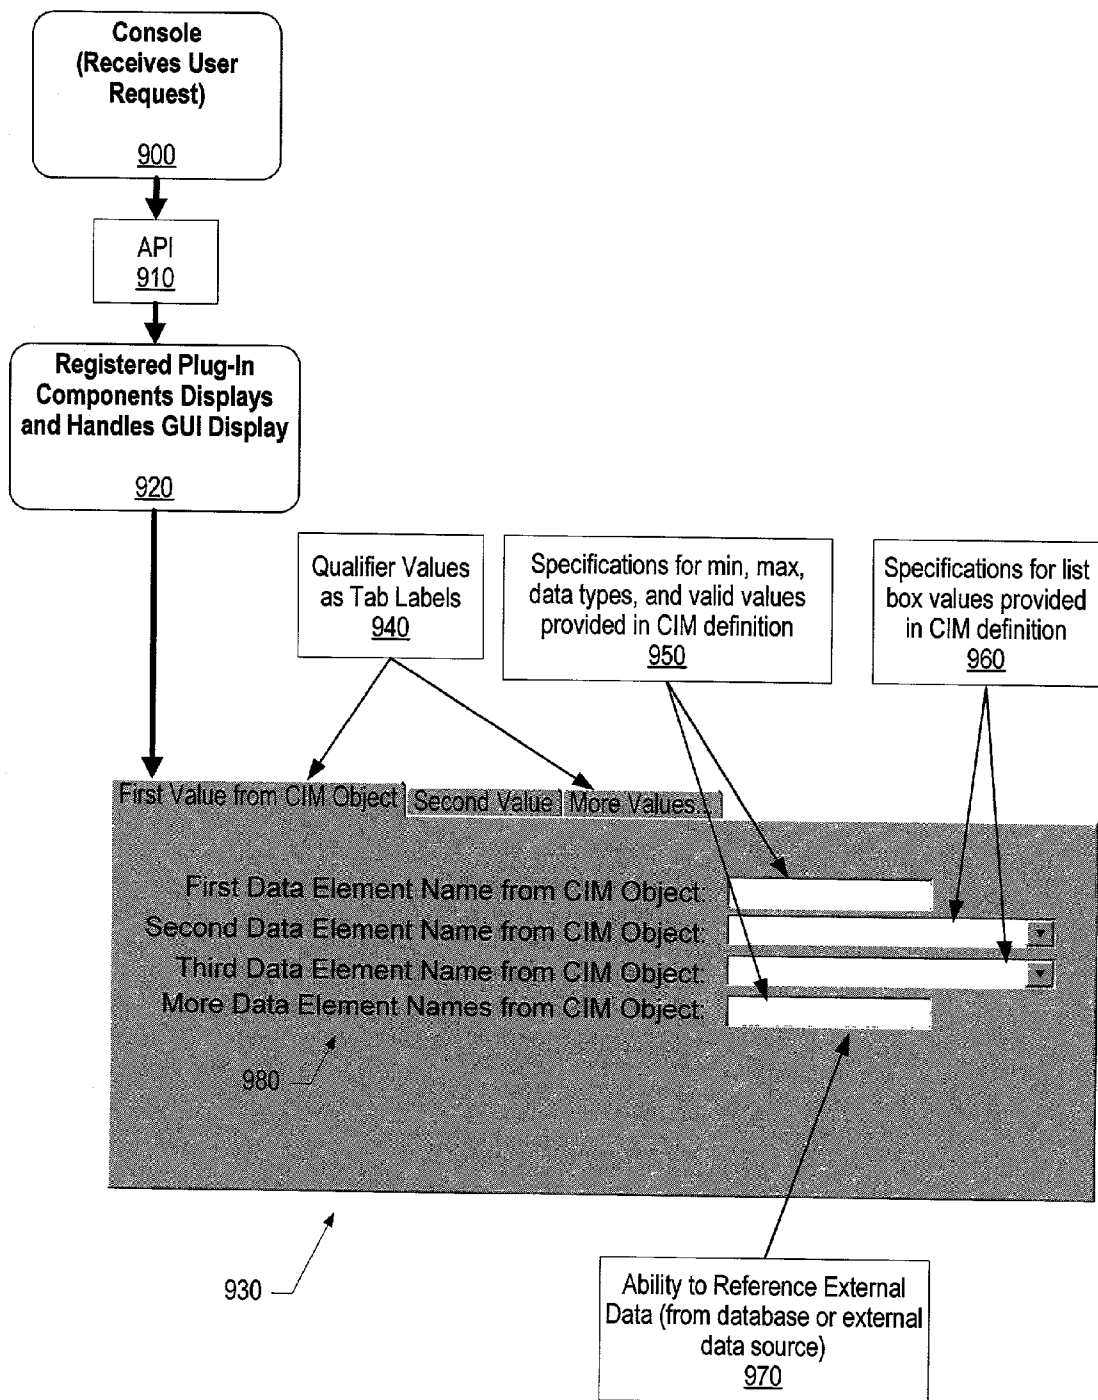 Console
(Receives User
Request)
900
API
910
Registered Plug-In
Components Displays
and Handles GUI Display
920
Qualifier Values
as Tab Labels
940
Specifications for min, max,
data types, and valid values
provided in CIM definition
950
Specifications for list
box values provided
in CIM definition
960
First Value from CIM Object
Second Value
More Values...
First Data Element Name from CIM Object:
Second Data Element Name from CIM Object:
Third Data Element Name from CIM Object:
More Data Element Names from CIM Object:
980
930
Ability to Reference External
Data (from database or external
data source)
970